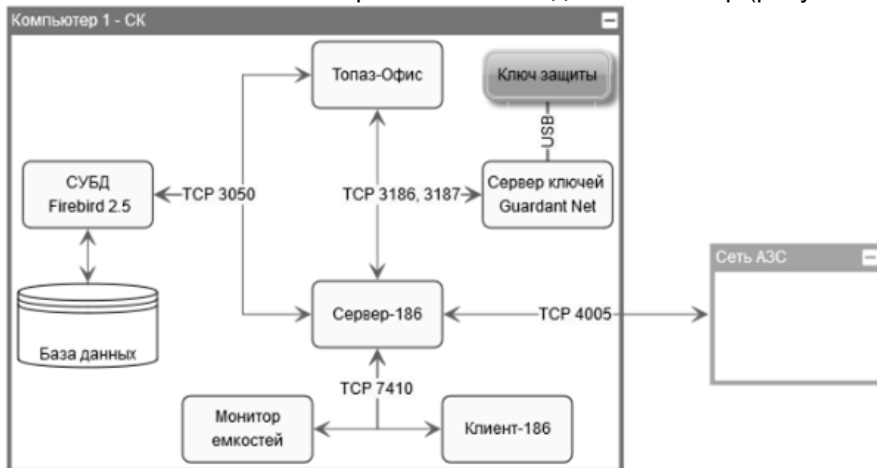 Компьютер 1 - СК
Топаз-Офис
Ключ защиты
USB
СУБД
Firebird 2.5
TCP 3050
TCP 3186, 3187
Сервер ключей
Guardant Net
Сеть АЗС
База данных
Сервер-186
TCP 4005
TCP 7410
Монитор
емкостей
Клиент-186